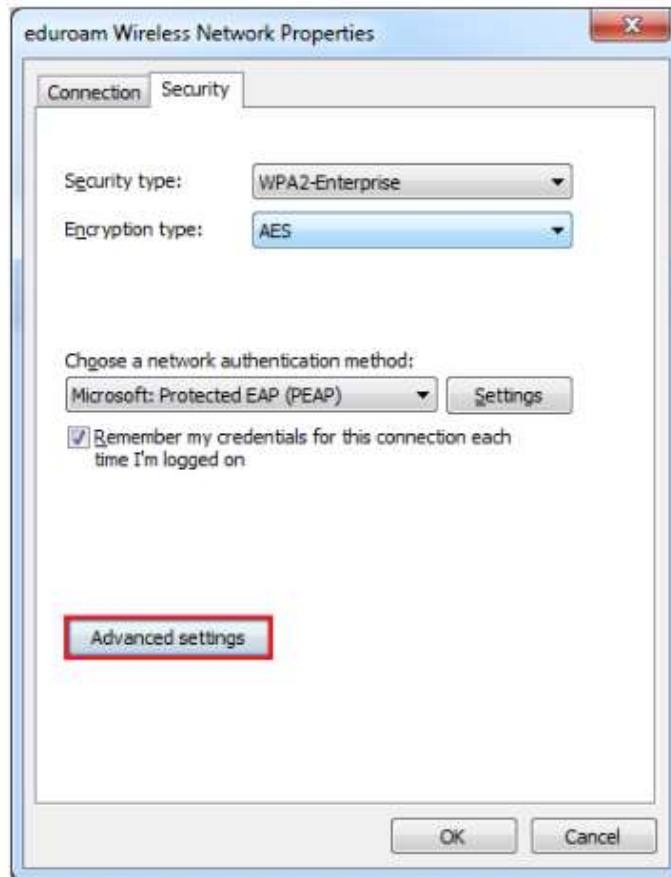 eduroam Wireless Network Properties
Connection Security
Security type: WPA2-Enterprise
Encryption type: AES
Choose a network authentication method:
Microsoft: Protected EAP (PEAP) Settings
Remember my credentials for this connection each
time I'm logged on
Advanced settings
OK Cancel